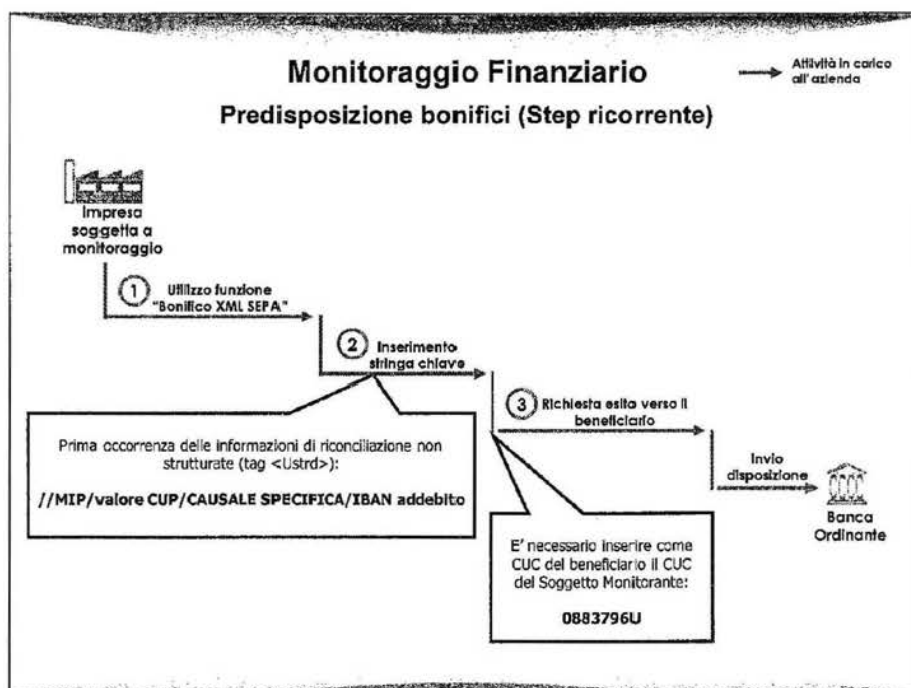 Monitoraggio Finanziario
Attività in carico
all'azienda
Predisposizione bonifici (Step ricorrente)
Impresa
soggetta a
monitoraggio
1
Utilizzo funzione
"Bonifico XML SEPA"
2
Inserimento
stringa chiave
3
Richiesta esito verso il
beneficiario
Prima occorrenza delle informazioni di riconciliazione non
strutturate (tag <Ustrd>):
//MIP/valore CUP/CAUSALE SPECIFICA/IBAN addebito
Invio
disposizione
Banca
Ordinante
E' necessario inserire come
CUC del beneficiario il CUC
del Soggetto Monitorante:
0883796U